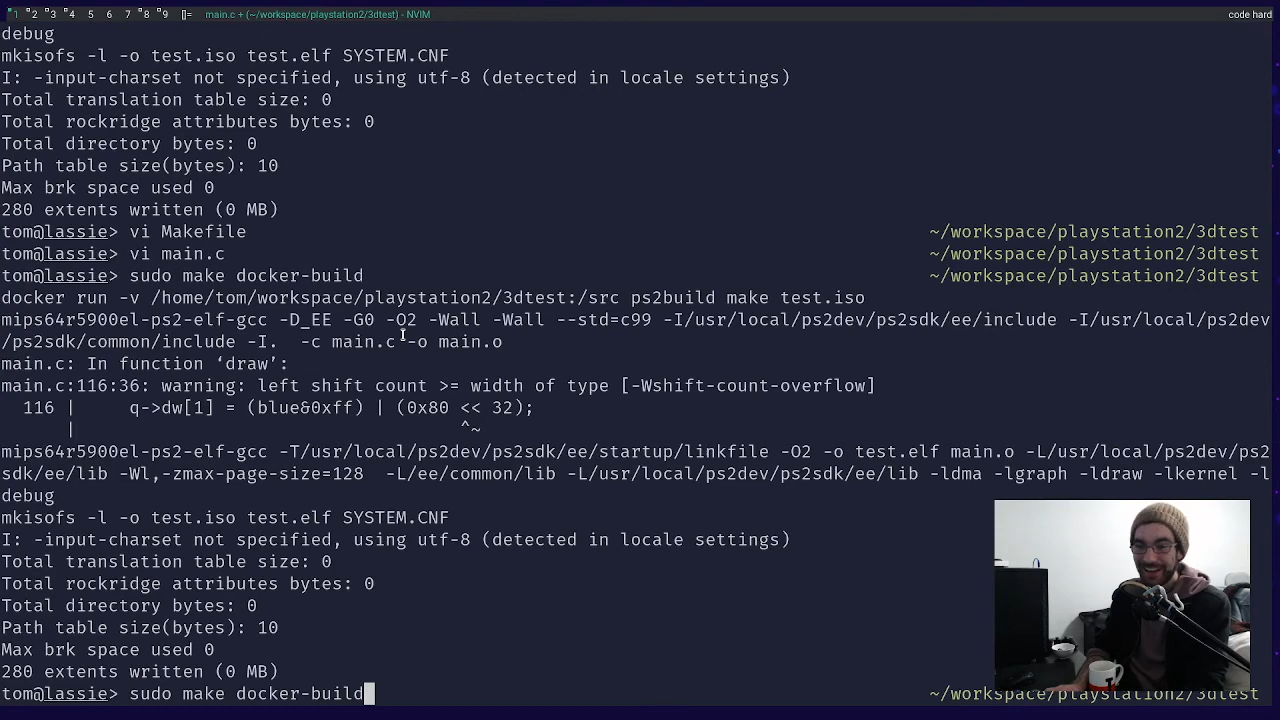 1 2 3 4 5 6 7 8 9 []= main.c + (~/workspace/playstation2/3dtest) - NVIM code hard
debug
mkisofs -l -o test.iso test.elf SYSTEM.CNF
I: -input-charset not specified, using utf-8 (detected in locale settings)
Total translation table size: 0
Total rockridge attributes bytes: 0
Total directory bytes: 0
Path table size(bytes): 10
Max brk space used 0
280 extents written (0 MB)
tom@lassie> vi Makefile ~/workspace/playstation2/3dtest
tom@lassie> vi main.c ~/workspace/playstation2/3dtest
tom@lassie> sudo make docker-build ~/workspace/playstation2/3dtest
docker run -v /home/tom/workspace/playstation2/3dtest:/src ps2build make test.iso
mips64r5900el-ps2-elf-gcc -D_EE -G0 -O2 -Wall -Wall --std=c99 -I/usr/local/ps2dev/ps2sdk/ee/include -I/usr/local/ps2dev
/ps2sdk/common/include -I. -c main.c -o main.o
main.c: In function ‘draw’:
main.c:116:36: warning: left shift count >= width of type [-Wshift-count-overflow]
116 | q->dw[1] = (blue&0xff) | (0x80 << 32);
| ^~
mips64r5900el-ps2-elf-gcc -T/usr/local/ps2dev/ps2sdk/ee/startup/linkfile -O2 -o test.elf main.o -L/usr/local/ps2dev/ps2
sdk/ee/lib -Wl,-zmax-page-size=128 -L/ee/common/lib -L/usr/local/ps2dev/ps2sdk/ee/lib -ldma -lgraph -ldraw -lkernel -l
debug
mkisofs -l -o test.iso test.elf SYSTEM.CNF
I: -input-charset not specified, using utf-8 (detected in locale settings)
Total translation table size: 0
Total rockridge attributes bytes: 0
Total directory bytes: 0
Path table size(bytes): 10
Max brk space used 0
280 extents written (0 MB)
tom@lassie> sudo make docker-build ~/workspace/playstation2/3dtest